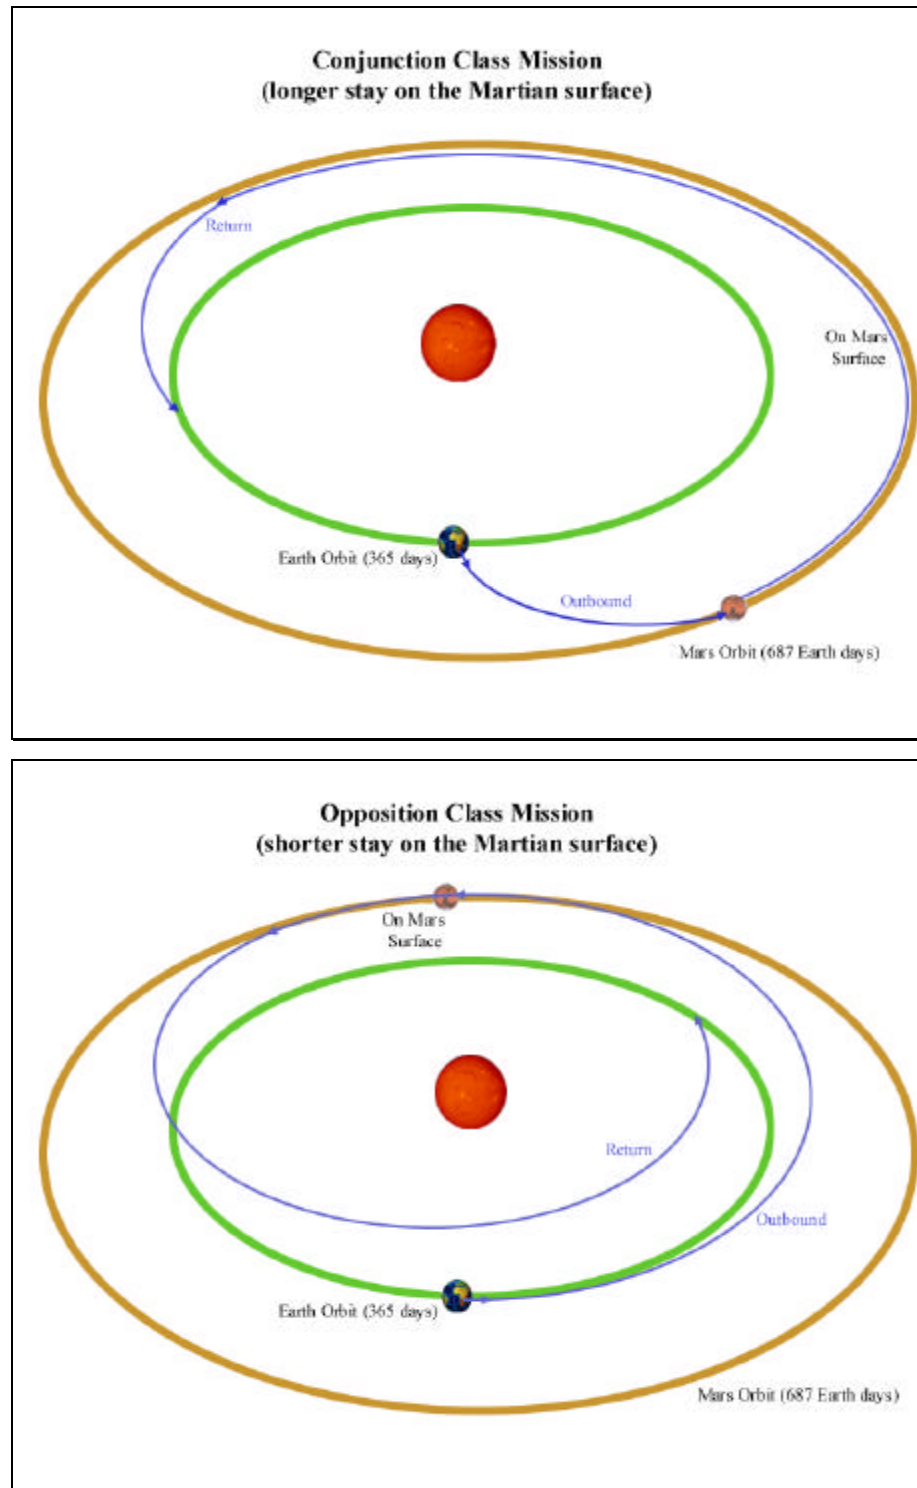 Conjunction Class Mission
(longer stay on the Martian surface)
Return
On Mars
Surface
Earth Orbit (365 days)
Outbound
Mars Orbit (687 Earth days)
Opposition Class Mission
(shorter stay on the Martian surface)
On Mars
Surface
Return
Outbound
Earth Orbit (365 days)
Mars Orbit (687 Earth days)